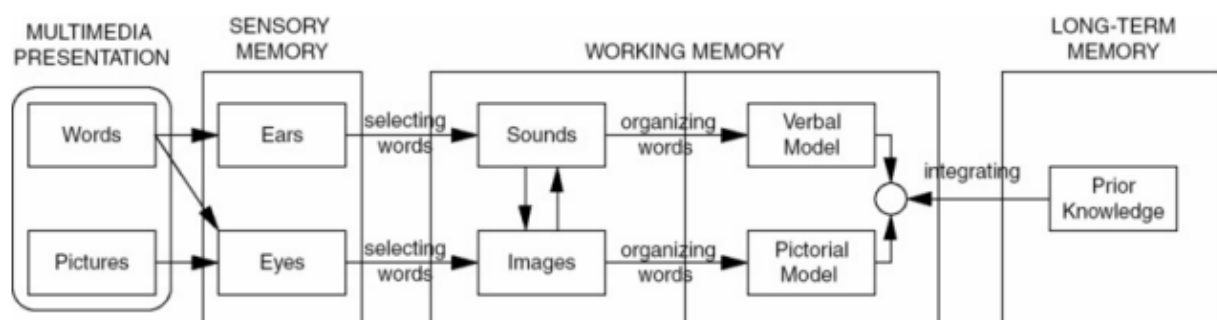 MULTIMEDIA
PRESENTATION
SENSORY
MEMORY
WORKING MEMORY
LONG-TERM
MEMORY
Words
Ears
selecting
words
Sounds
organizing
words
Verbal
Model
integrating
Prior
Knowledge
Pictures
Eyes
selecting
words
Images
organizing
words
Pictorial
Model